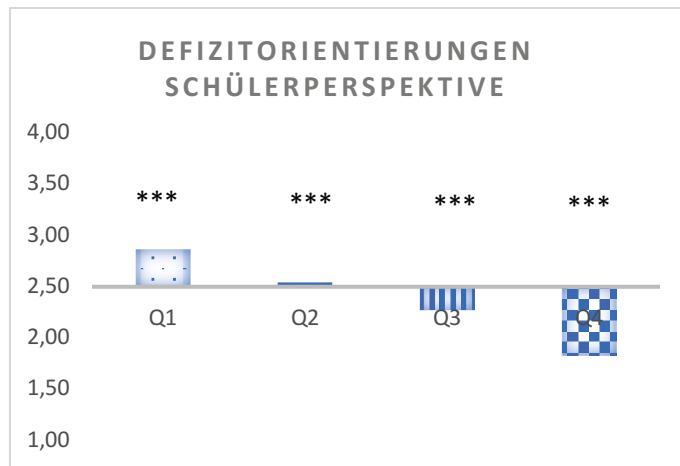 DEFIZITORIENTIERUNGEN
SCHÜLERPERSPEKTIVE
4,00
3,50
*** *** *** ***
3,00
2,50
Q1 Q2 Q3 Q4
2,00
1,50
1,00